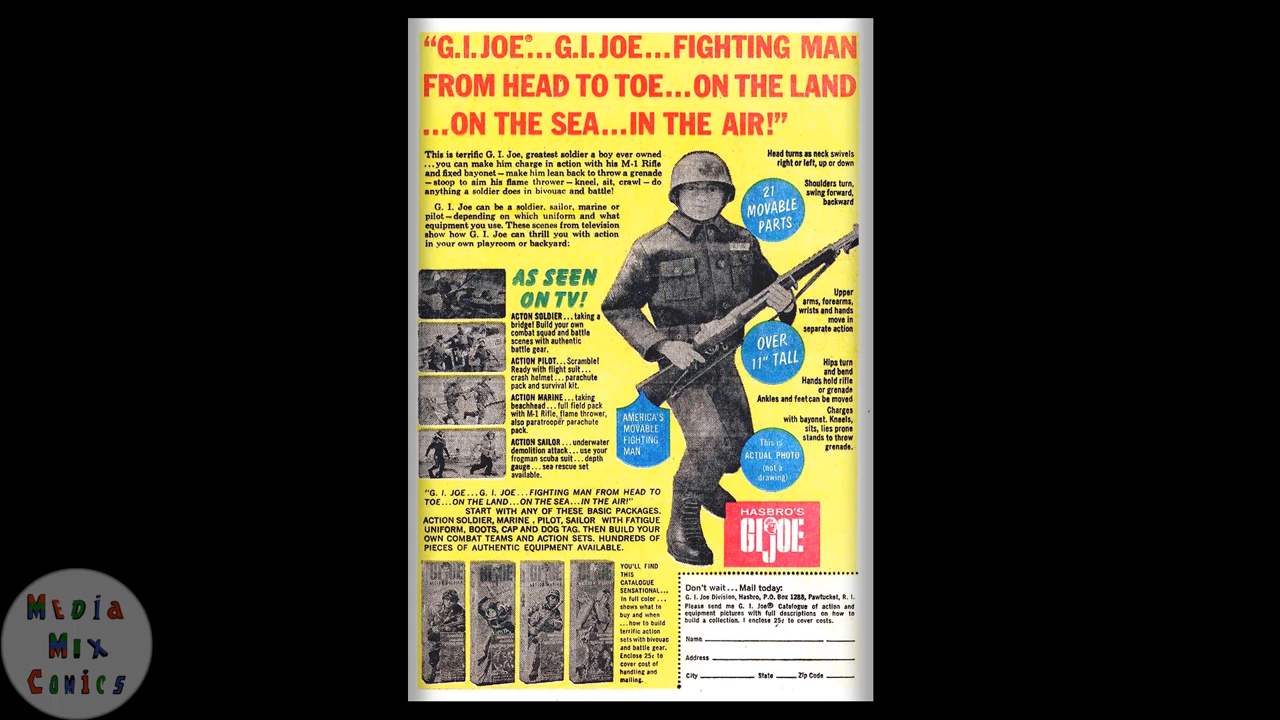 “G.I. JOE®...G.I. JOE...FIGHTING MAN
FROM HEAD TO TOE...ON THE LAND
...ON THE SEA...IN THE AIR!”
This is terrific G. I. Joe, greatest soldier a boy ever owned
...you can make him charge in action with his M-1 Rifle
and fixed bayonet — make him lean back to throw a grenade
— stoop to aim his flame thrower — kneel, sit, crawl — do
anything a soldier does in bivouac and battle!
G. I. Joe can be a soldier, sailor, marine or
pilot — depending on which uniform and what
equipment you use. These scenes from television
show how G. I. Joe can thrill you with action
in your own playroom or backyard:
AS SEEN
ON TV!
ACTON SOLDIER...taking a
bridge! Build your own
combat squad and battle
scenes with authentic
battle gear.
ACTION PILOT...Scramble!
Ready with flight suit...
crash helmet...parachute
pack and survival kit.
ACTION MARINE...taking
beachhead...full field pack
with M-1 Rifle, flame thrower,
also paratrooper parachute
pack.
ACTION SAILOR...underwater
demolition attack...use your
frogman scuba suit...depth
gauge...sea rescue set
available.
Head turns as neck swivels
right or left, up or down
21
MOVABLE
PARTS
Shoulders turn,
swing forward,
backward
Upper
arms, forearms,
wrists and hands
move in
separate action
OVER
11" TALL
Hips turn
and bend
Hands hold rifle
or grenade
Ankles and feet can be moved
Charges
with bayonet. Kneels,
sits, lies prone
stands to throw
grenade.
AMERICA'S
MOVABLE
FIGHTING
MAN
This is
ACTUAL PHOTO
(not a
drawing)
HASBRO'S
GI JOE
“G. I. JOE...G. I. JOE...FIGHTING MAN FROM HEAD TO
TOE...ON THE LAND...ON THE SEA...IN THE AIR!”
START WITH ANY OF THESE BASIC PACKAGES.
ACTION SOLDIER, MARINE , PILOT, SAILOR WITH FATIGUE
UNIFORM, BOOTS, CAP AND DOG TAG. THEN BUILD YOUR
OWN COMBAT TEAMS AND ACTION SETS. HUNDREDS OF
PIECES OF AUTHENTIC EQUIPMENT AVAILABLE.
YOU'LL FIND
THIS
CATALOGUE
SENSATIONAL...
In full color...
shows what to
buy and when
...how to build
terrific action
sets with bivouac
and battle gear.
Enclose 25¢ to
cover cost of
handling and
mailing.
Don't wait...Mail today:
G. I. Joe Division, Hasbro, P.O. Box 1288, Pawtucket, R. I.
Please send me G. I. Joe® Catalogue of action and
equipment pictures with full descriptions on how to
build a collection. I enclose 25¢ to cover costs.
Name
Address
City State Zip Code
MEDIA
MIX
COMICS